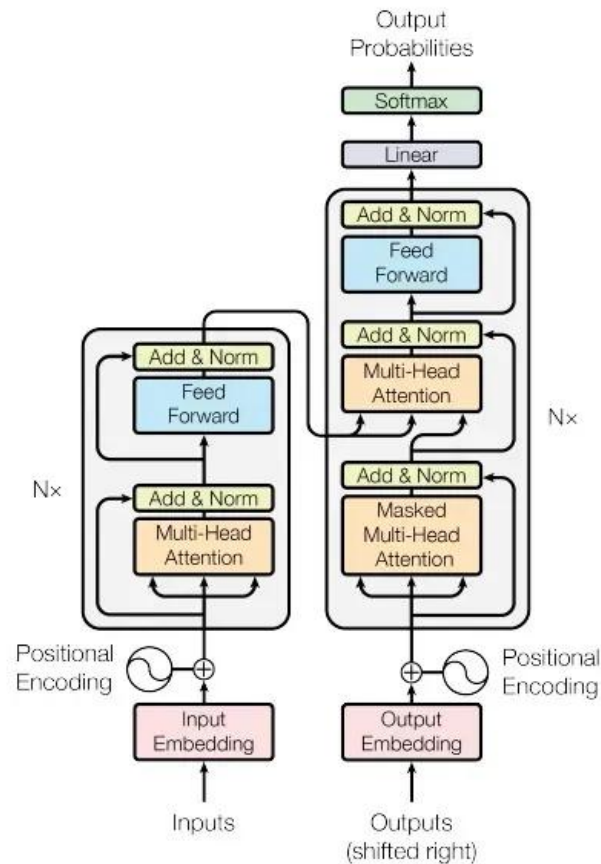 Output
Probabilities
Softmax
Linear
Add & Norm
Feed
Forward
Add & Norm
Multi-Head
Attention
Add & Norm
Masked
Multi-Head
Attention
Nx
Add & Norm
Feed
Forward
Add & Norm
Multi-Head
Attention
Nx
Positional
Encoding
Positional
Encoding
Input
Embedding
Output
Embedding
Inputs
Outputs
(shifted right)